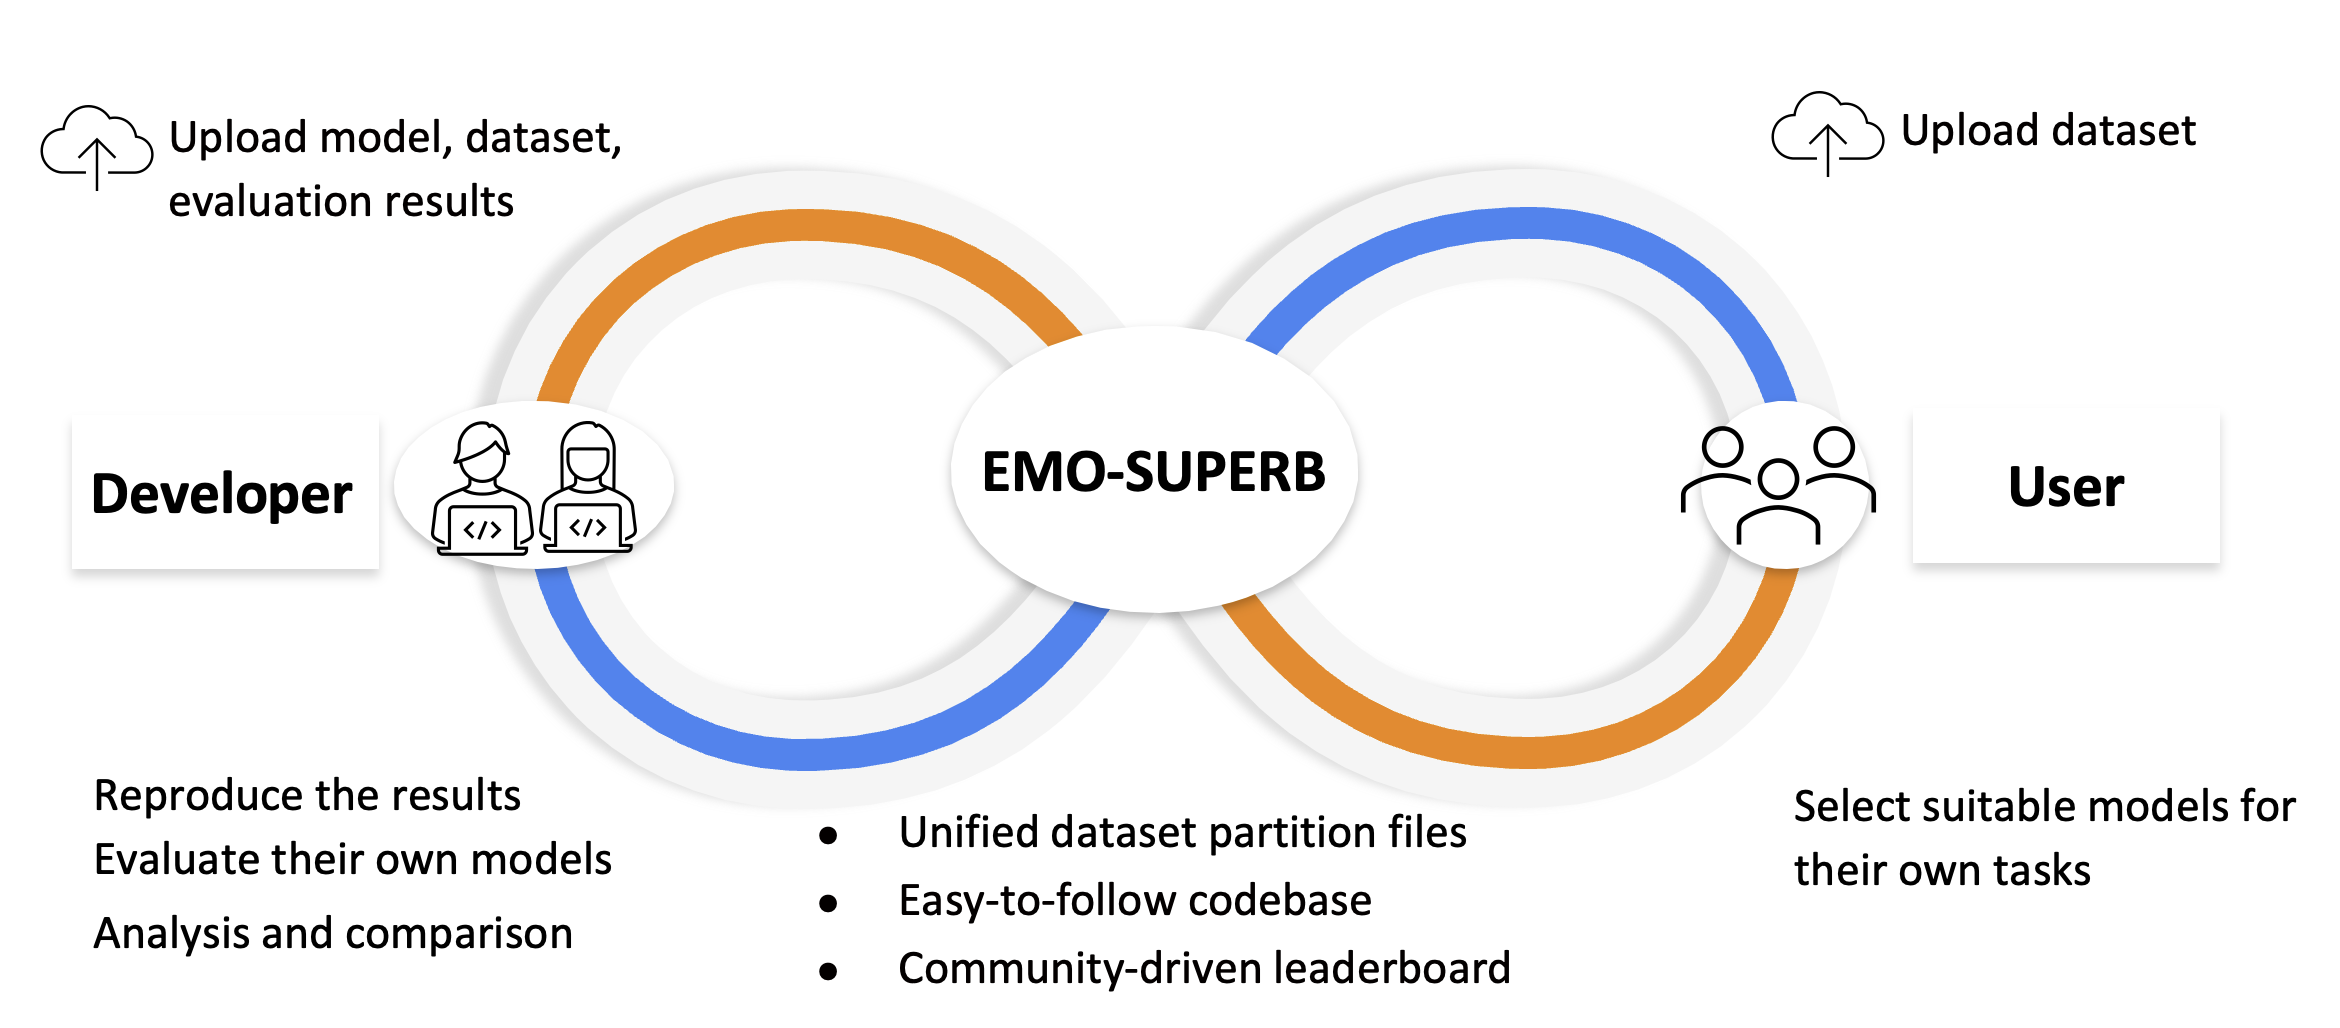 Upload model, dataset,
evaluation results
Upload dataset
Developer
</>
</>
EMO-SUPERB
User
Reproduce the results
Evaluate their own models
Analysis and comparison
● Unified dataset partition files
● Easy-to-follow codebase
● Community-driven leaderboard
Select suitable models for
their own tasks